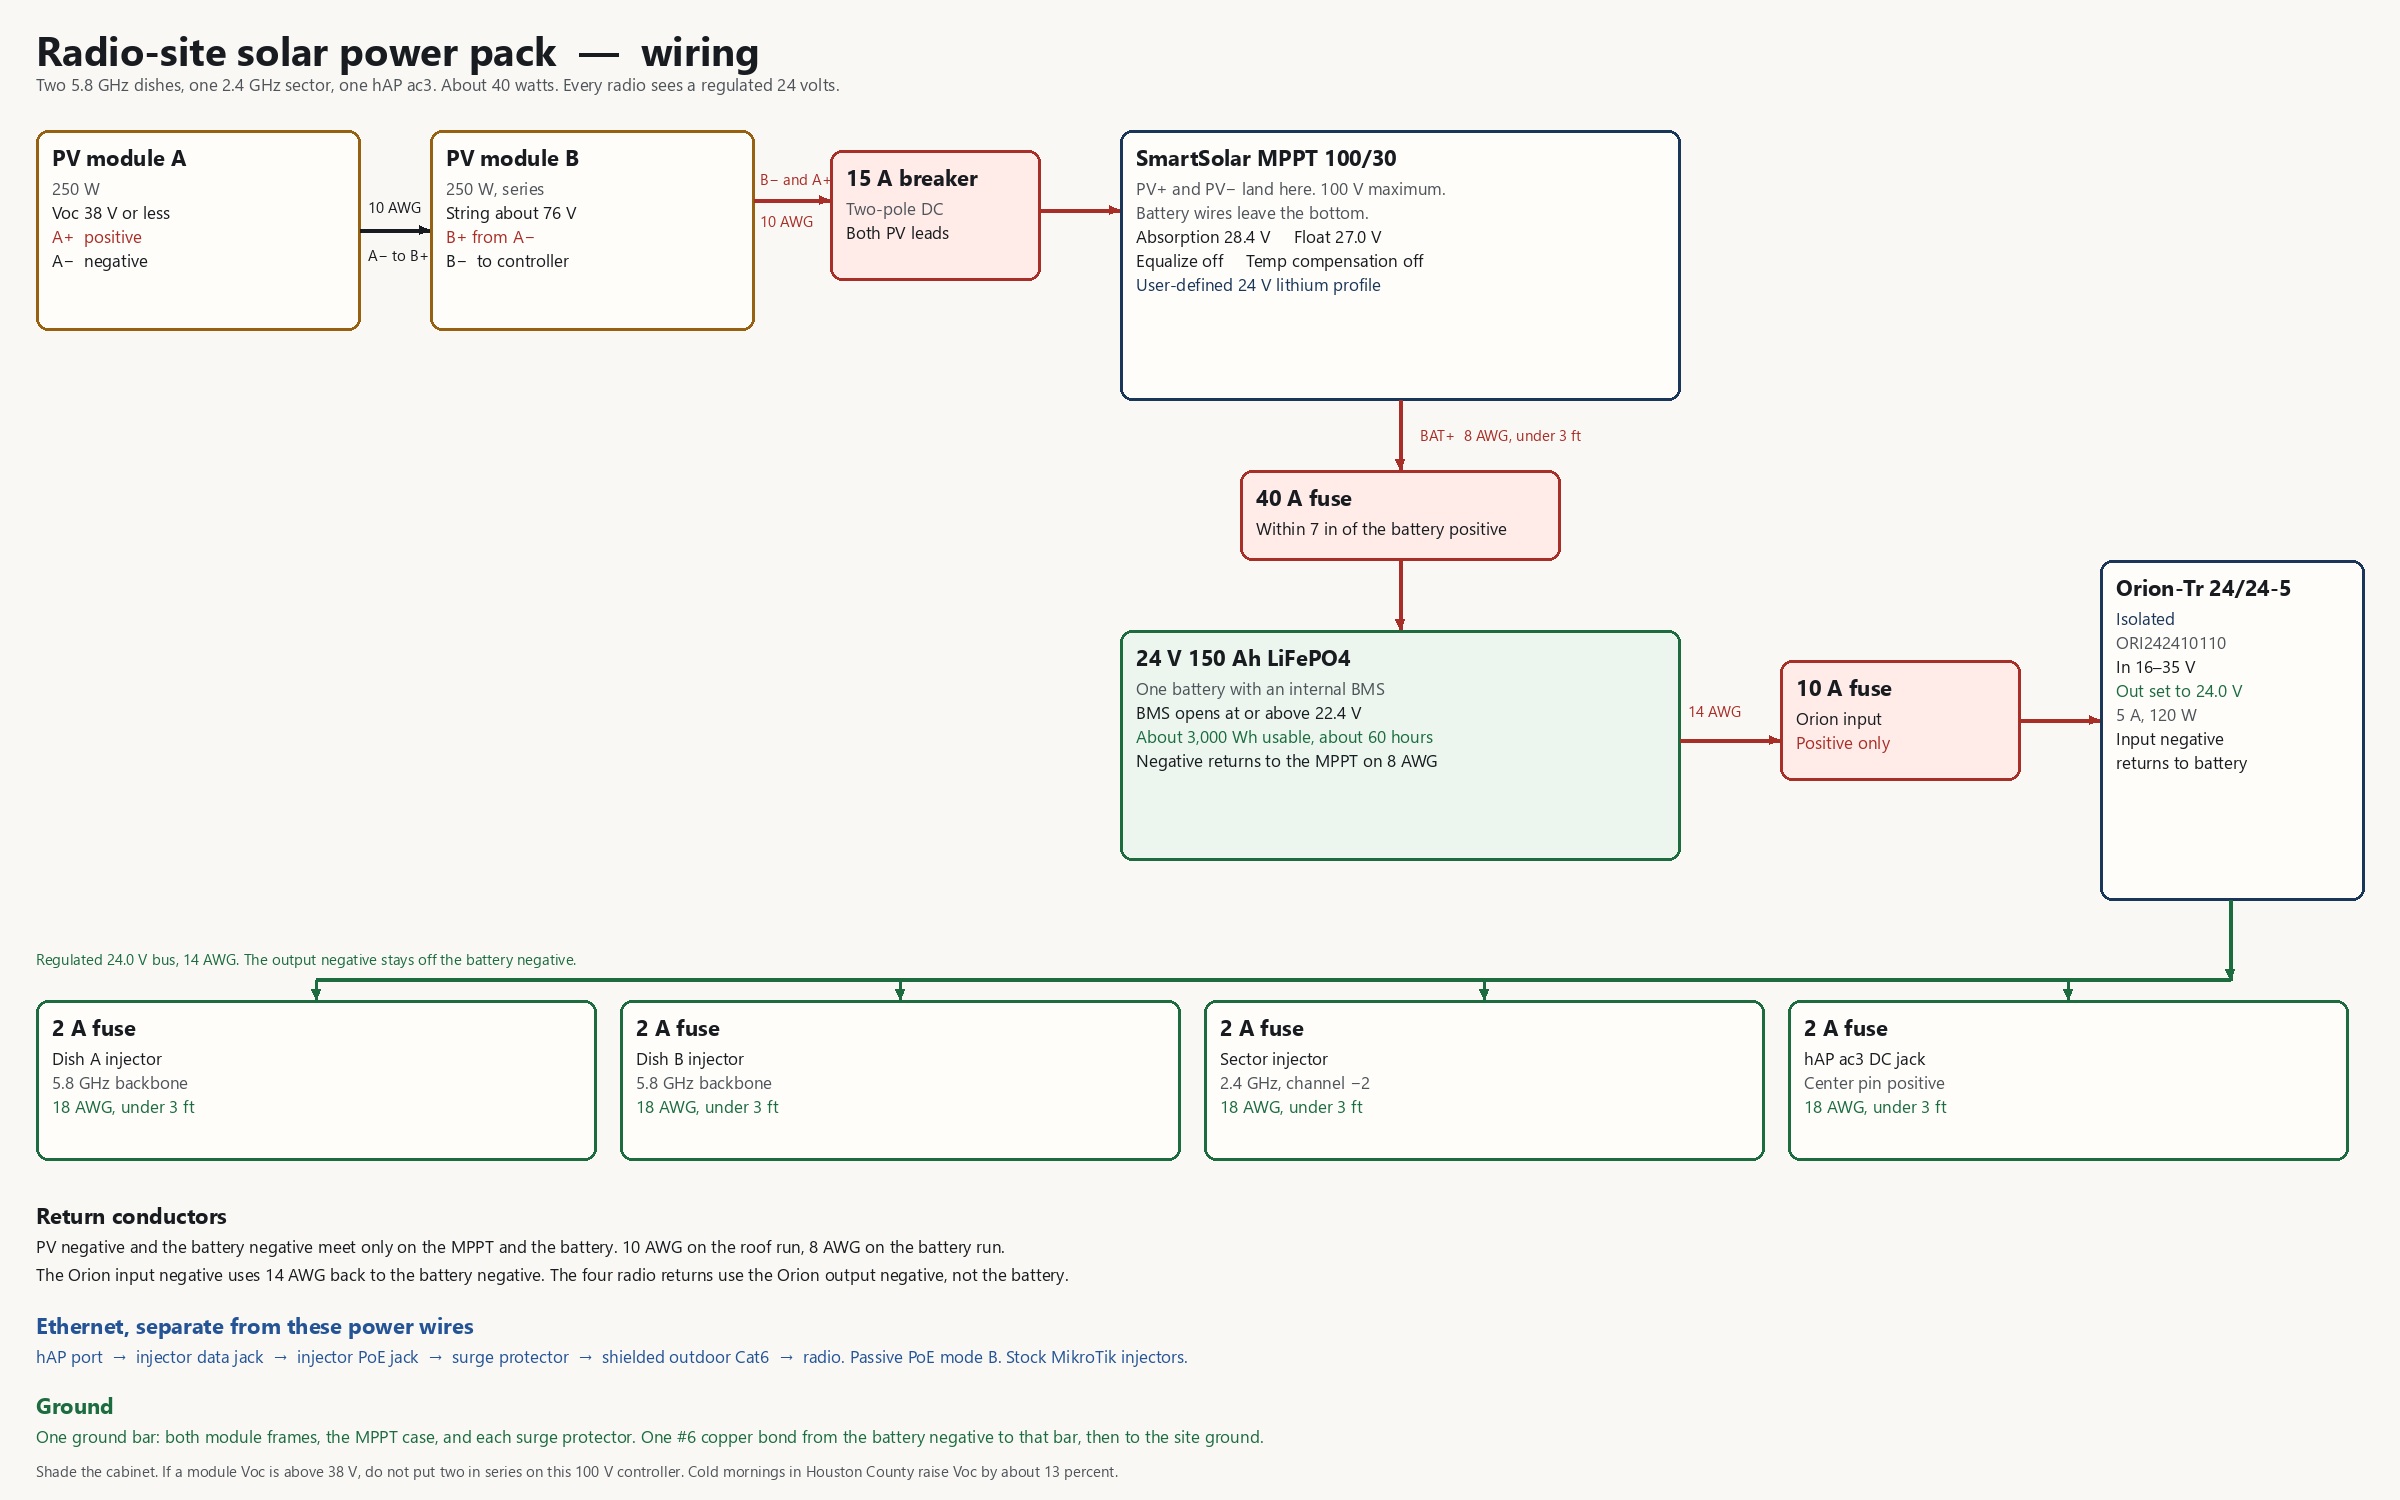 Radio-site solar power pack — wiring
Two 5.8 GHz dishes, one 2.4 GHz sector, one hAP ac3. About 40 watts. Every radio sees a regulated 24 volts.
PV module A
250 W
Voc 38 V or less
A+ positive
A− negative
10 AWG
A− to B+
PV module B
250 W, series
String about 76 V
B+ from A−
B− to controller
B− and A+
10 AWG
15 A breaker
Two-pole DC
Both PV leads
SmartSolar MPPT 100/30
PV+ and PV− land here. 100 V maximum.
Battery wires leave the bottom.
Absorption 28.4 V Float 27.0 V
Equalize off Temp compensation off
User-defined 24 V lithium profile
BAT+ 8 AWG, under 3 ft
40 A fuse
Within 7 in of the battery positive
24 V 150 Ah LiFePO4
One battery with an internal BMS
BMS opens at or above 22.4 V
About 3,000 Wh usable, about 60 hours
Negative returns to the MPPT on 8 AWG
14 AWG
10 A fuse
Orion input
Positive only
Orion-Tr 24/24-5
Isolated
ORI242410110
In 16–35 V
Out set to 24.0 V
5 A, 120 W
Input negative
returns to battery
Regulated 24.0 V bus, 14 AWG. The output negative stays off the battery negative.
2 A fuse
Dish A injector
5.8 GHz backbone
18 AWG, under 3 ft
2 A fuse
Dish B injector
5.8 GHz backbone
18 AWG, under 3 ft
2 A fuse
Sector injector
2.4 GHz, channel −2
18 AWG, under 3 ft
2 A fuse
hAP ac3 DC jack
Center pin positive
18 AWG, under 3 ft
Return conductors
PV negative and the battery negative meet only on the MPPT and the battery. 10 AWG on the roof run, 8 AWG on the battery run.
The Orion input negative uses 14 AWG back to the battery negative. The four radio returns use the Orion output negative, not the battery.
Ethernet, separate from these power wires
hAP port → injector data jack → injector PoE jack → surge protector → shielded outdoor Cat6 → radio. Passive PoE mode B. Stock MikroTik injectors.
Ground
One ground bar: both module frames, the MPPT case, and each surge protector. One #6 copper bond from the battery negative to that bar, then to the site ground.
Shade the cabinet. If a module Voc is above 38 V, do not put two in series on this 100 V controller. Cold mornings in Houston County raise Voc by about 13 percent.